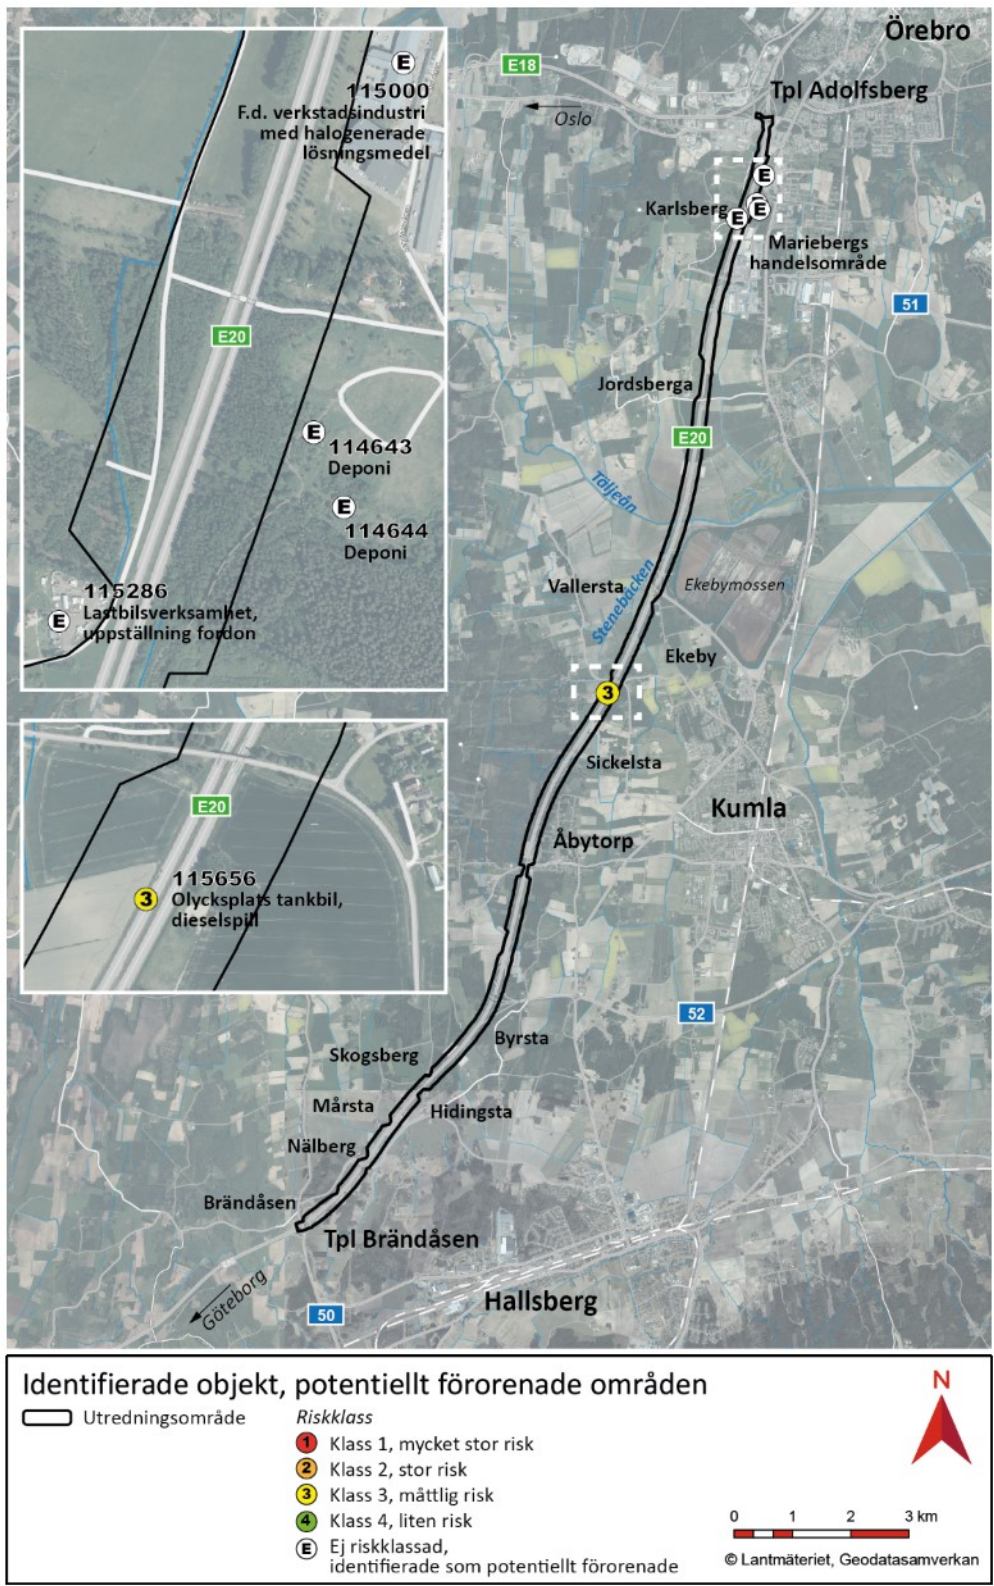 Örebro
E18
Tpl Adolfsberg
Oslo
E
E
E
E
Karlsberg
Mariebergs
handelsområde
51
Jordsberga
E20
Täljeån
Vallersta
Stenebäcken
Ekebymossen
Ekeby
3
Sickelsta
Kumla
Åbytorp
52
Byrsta
Skogsberg
Mårsta
Hidingsta
Nälberg
Brändåsen
Tpl Brändåsen
Göteborg
Hallsberg
50
E
115000
F.d. verkstadsindustri
med halogenerade
lösningsmedel
E20
E
114643
Deponi
E
114644
Deponi
115286
E
Lastbilsverksamhet,
uppställning fordon
E20
115656
3
Olycksplats tankbil,
dieselspill
Identifierade objekt, potentiellt förorenade områden
Utredningsområde
Riskklass
1 Klass 1, mycket stor risk
2 Klass 2, stor risk
3 Klass 3, måttlig risk
4 Klass 4, liten risk
E Ej riskklassad,
identifierade som potentiellt förorenade
N
0 1 2 3 km
© Lantmäteriet, Geodatasamverkan